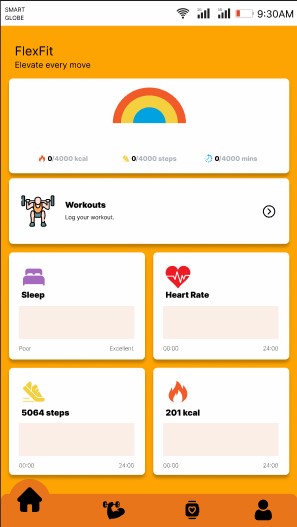 SMART
GLOBE
9:30AM
FlexFit
Elevate every move
0/4000 kcal
0/4000 steps
0/4000 mins
Workouts
Log your workout.
Sleep
Poor
Excellent
Heart Rate
00:00
24:00
5064 steps
00:00
24:00
201 kcal
00:00
24:00